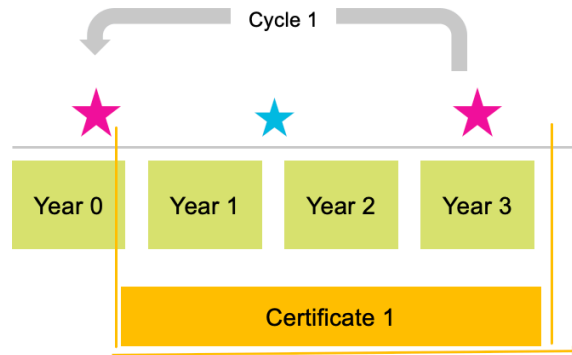 Cycle 1
Year 0
Year 1
Year 2
Year 3
Certificate 1